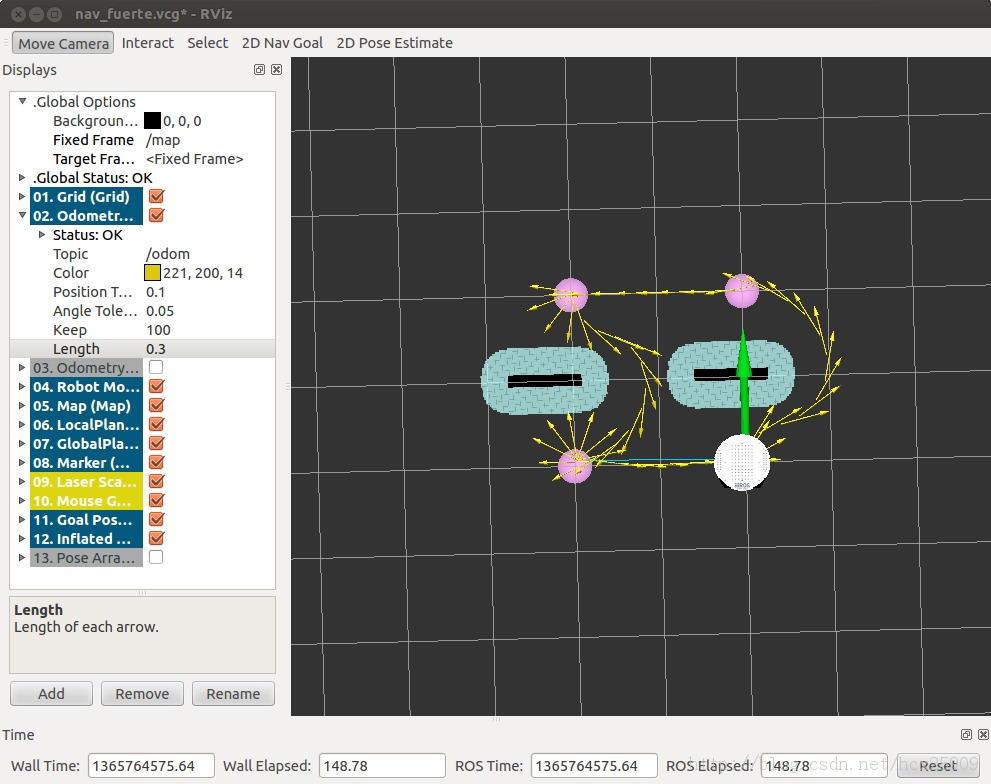 nav_fuerte.vcg* - RViz
Move Camera Interact Select 2D Nav Goal 2D Pose Estimate
Displays
.Global Options
Backgroun... 0, 0, 0
Fixed Frame /map
Target Fra... <Fixed Frame>
.Global Status: OK
01. Grid (Grid)
02. Odometr...
Status: OK
Topic /odom
Color 221, 200, 14
Position T... 0.1
Angle Tole... 0.05
Keep 100
Length 0.3
03. Odometry...
04. Robot Mo...
05. Map (Map)
06. LocalPlan...
07. GlobalPla...
08. Marker (...
09. Laser Sca...
10. Mouse G...
11. Goal Pos...
12. Inflated ...
13. Pose Arra...
Length
Length of each arrow.
Add Remove Rename
Time
Wall Time: 1365764575.64 Wall Elapsed: 148.78 ROS Time: 1365764575.64 ROS Elapsed: 148.78 Reset